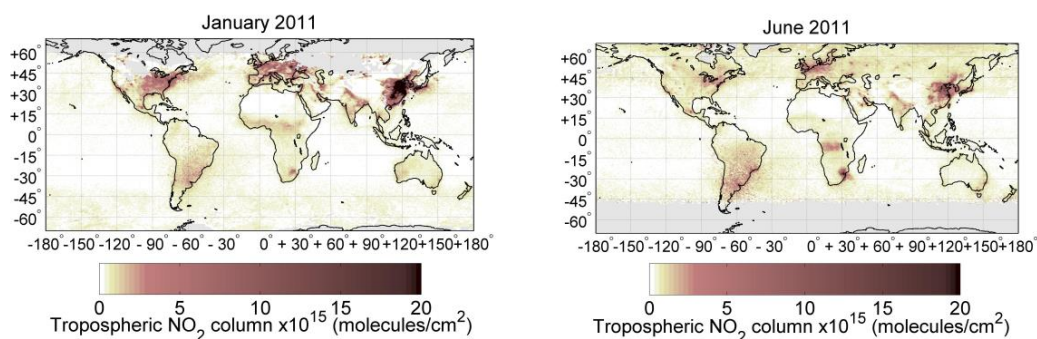 January 2011
+60°
+45°
+30°
+15°
0°
-15°
-30°
-45°
-60°
-180°-150°-120° -90° -60° -30° 0° +30° +60° +90°+120°+150°+180°
0 5 10 15 20
Tropospheric NO2 column x10^15 (molecules/cm^2)
June 2011
+60°
+45°
+30°
+15°
0°
-15°
-30°
-45°
-60°
-180°-150°-120° -90° -60° -30° 0° + 30°+ 60°+ 90°+120+150+180°
0 5 10 15 20
Tropospheric NO2 column x10^15 (molecules/cm^2)